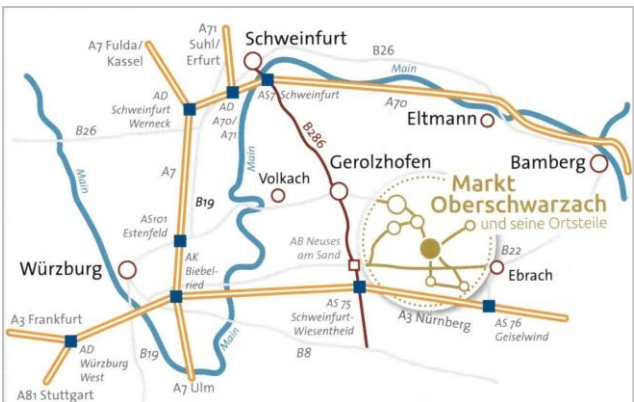 A7 Fulda/
Kassel
A71
Suhl/
Erfurt
Schweinfurt
B26
Main
AS7 Schweinfurt
A70
AD
Schweinfurt
Werneck
AD
A70/
A71
Eltmann
B26
A7
Main
B286
Main
B19
Volkach
Gerolzhofen
Bamberg
Markt
Oberschwarzach
und seine Ortsteile
AS101
Estenfeld
AB Neuses
am Sand
B22
Ebrach
Würzburg
AK
Biebel-
ried
AS 75
Schweinfurt-
Wiesentheid
A3 Nürnberg
AS 76
Geiselwind
A3 Frankfurt
AD
Würzburg
West
B19
Main
B8
A7 Ulm
A81 Stuttgart